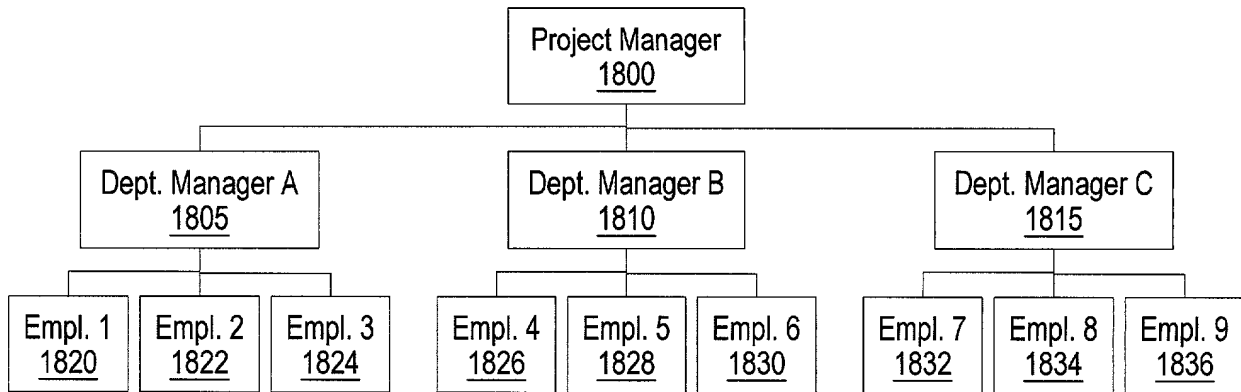 Project Manager
1800
Dept. Manager A
1805
Dept. Manager B
1810
Dept. Manager C
1815
Empl. 1
1820
Empl. 2
1822
Empl. 3
1824
Empl. 4
1826
Empl. 5
1828
Empl. 6
1830
Empl. 7
1832
Empl. 8
1834
Empl. 9
1836